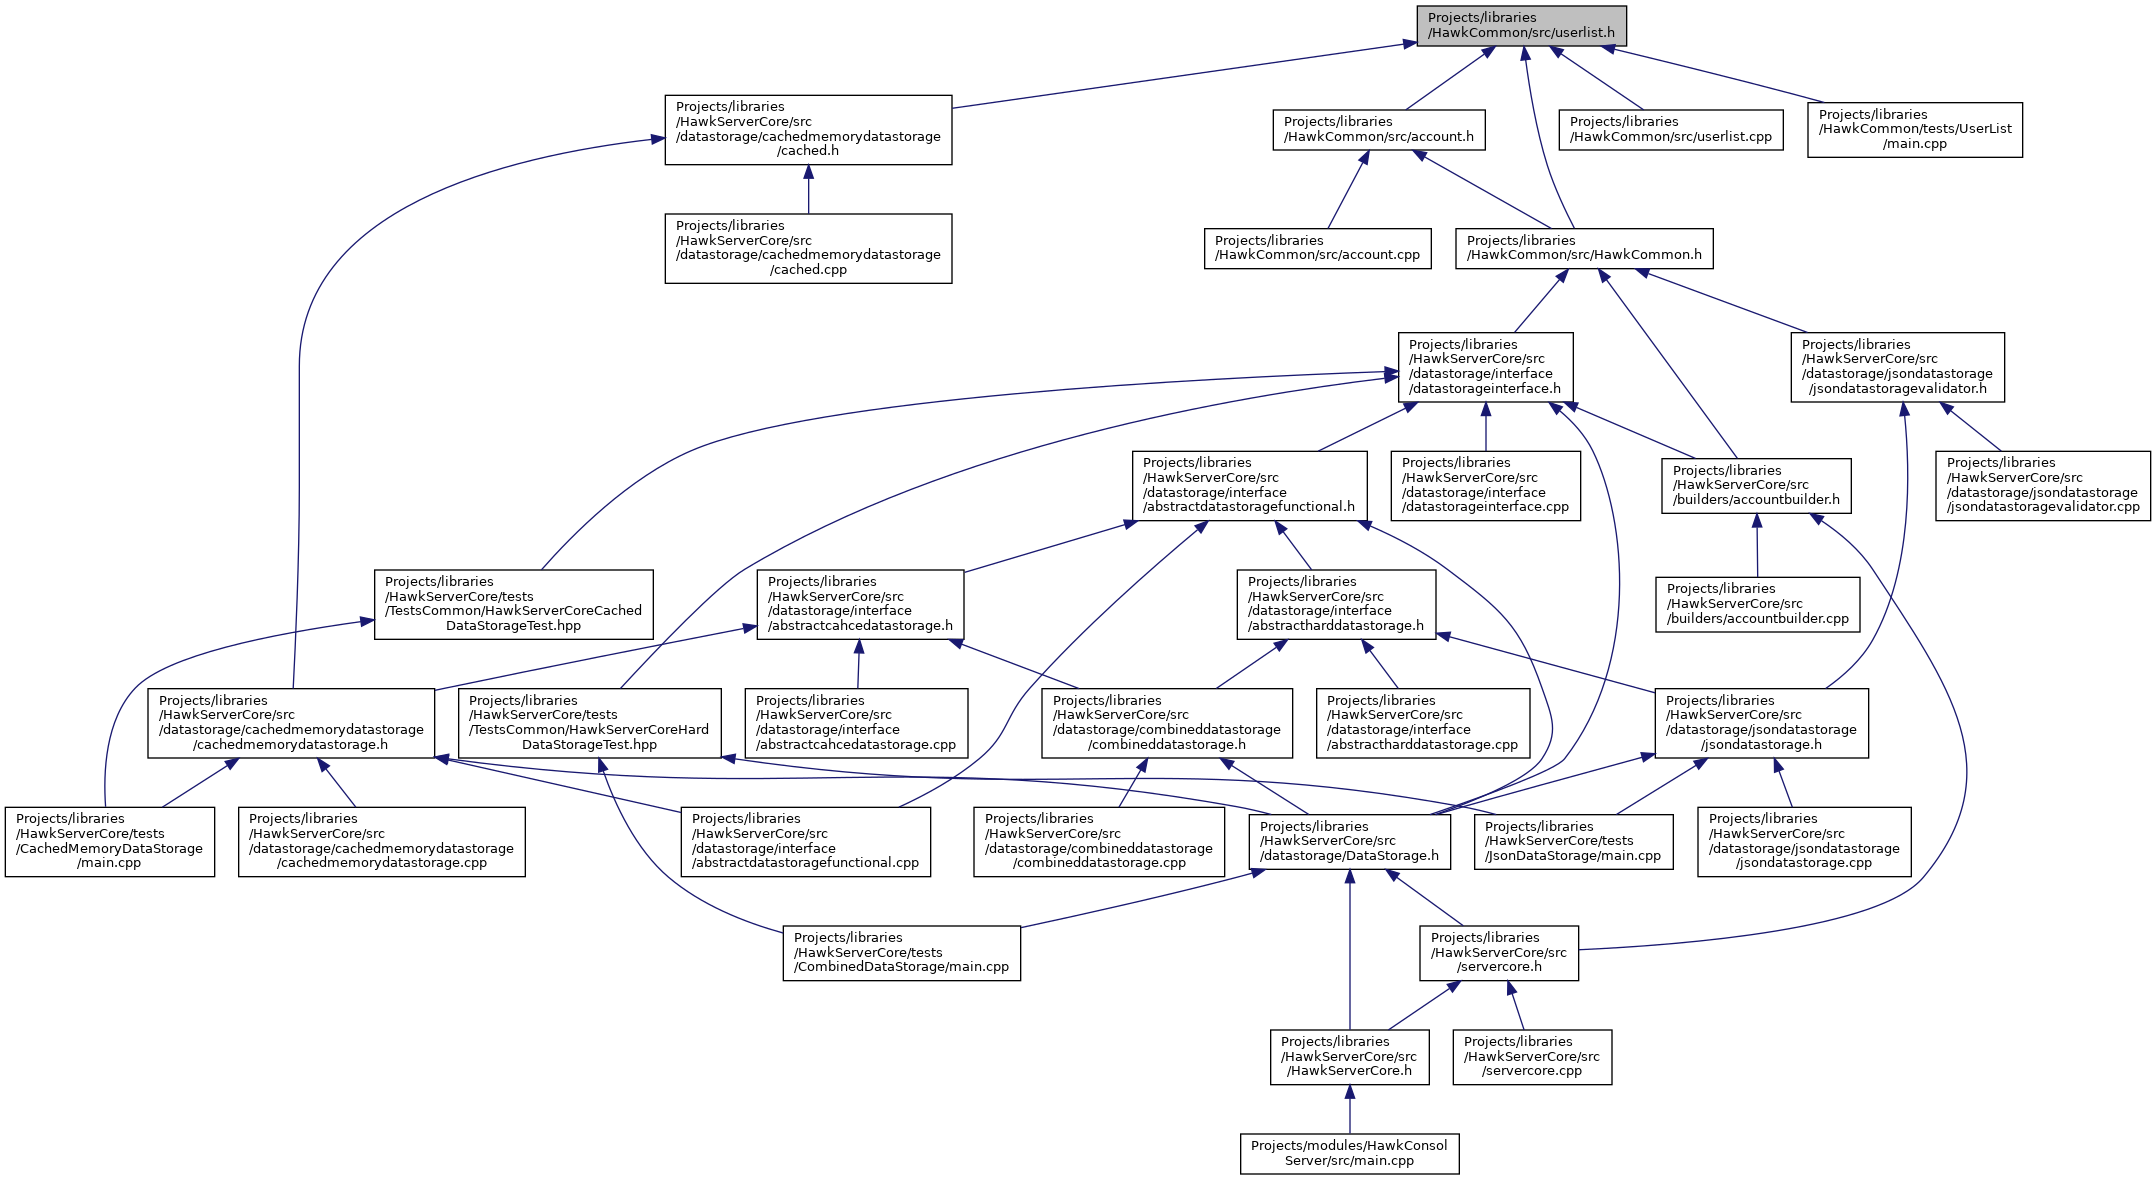 Projects/libraries
/HawkCommon/src/userlist.h
Projects/libraries
/HawkServerCore/src
/datastorage/cachedmemorydatastorage
/cached.h
Projects/libraries
/HawkCommon/src/account.h
Projects/libraries
/HawkCommon/src/userlist.cpp
Projects/libraries
/HawkCommon/tests/UserList
/main.cpp
Projects/libraries
/HawkServerCore/src
/datastorage/cachedmemorydatastorage
/cached.cpp
Projects/libraries
/HawkCommon/src/account.cpp
Projects/libraries
/HawkCommon/src/HawkCommon.h
Projects/libraries
/HawkServerCore/src
/datastorage/interface
/datastorageinterface.h
Projects/libraries
/HawkServerCore/src
/datastorage/jsondatastorage
/jsondatastoragevalidator.h
Projects/libraries
/HawkServerCore/src
/datastorage/interface
/abstractdatastoragefunctional.h
Projects/libraries
/HawkServerCore/src
/datastorage/interface
/datastorageinterface.cpp
Projects/libraries
/HawkServerCore/src
/builders/accountbuilder.h
Projects/libraries
/HawkServerCore/src
/datastorage/jsondatastorage
/jsondatastoragevalidator.cpp
Projects/libraries
/HawkServerCore/tests
/TestsCommon/HawkServerCoreCached
DataStorageTest.hpp
Projects/libraries
/HawkServerCore/src
/datastorage/interface
/abstractcahcedatastorage.h
Projects/libraries
/HawkServerCore/src
/datastorage/interface
/abstractharddatastorage.h
Projects/libraries
/HawkServerCore/src
/builders/accountbuilder.cpp
Projects/libraries
/HawkServerCore/src
/datastorage/cachedmemorydatastorage
/cachedmemorydatastorage.h
Projects/libraries
/HawkServerCore/tests
/TestsCommon/HawkServerCoreHard
DataStorageTest.hpp
Projects/libraries
/HawkServerCore/src
/datastorage/interface
/abstractcahcedatastorage.cpp
Projects/libraries
/HawkServerCore/src
/datastorage/combineddatastorage
/combineddatastorage.h
Projects/libraries
/HawkServerCore/src
/datastorage/interface
/abstractharddatastorage.cpp
Projects/libraries
/HawkServerCore/src
/datastorage/jsondatastorage
/jsondatastorage.h
Projects/libraries
/HawkServerCore/tests
/CachedMemoryDataStorage
/main.cpp
Projects/libraries
/HawkServerCore/src
/datastorage/cachedmemorydatastorage
/cachedmemorydatastorage.cpp
Projects/libraries
/HawkServerCore/src
/datastorage/interface
/abstractdatastoragefunctional.cpp
Projects/libraries
/HawkServerCore/src
/datastorage/combineddatastorage
/combineddatastorage.cpp
Projects/libraries
/HawkServerCore/src
/datastorage/DataStorage.h
Projects/libraries
/HawkServerCore/tests
/JsonDataStorage/main.cpp
Projects/libraries
/HawkServerCore/src
/datastorage/jsondatastorage
/jsondatastorage.cpp
Projects/libraries
/HawkServerCore/tests
/CombinedDataStorage/main.cpp
Projects/libraries
/HawkServerCore/src
/servercore.h
Projects/libraries
/HawkServerCore/src
/HawkServerCore.h
Projects/libraries
/HawkServerCore/src
/servercore.cpp
Projects/modules/HawkConsol
Server/src/main.cpp